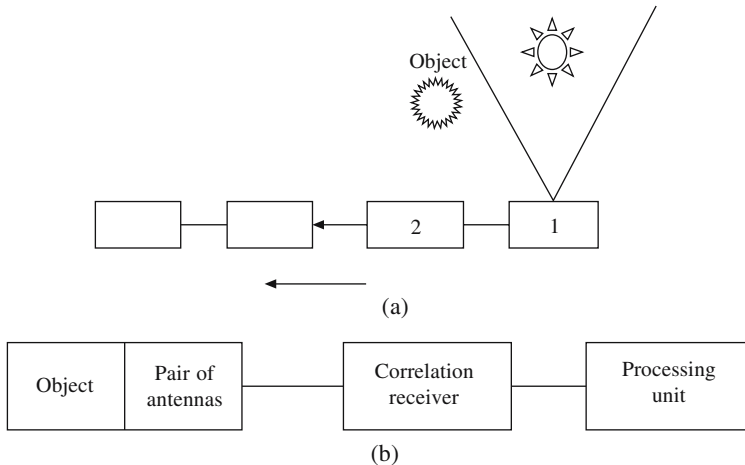 Object
2
1
(a)
Object
Pair of
antennas
Correlation
receiver
Processing
unit
(b)